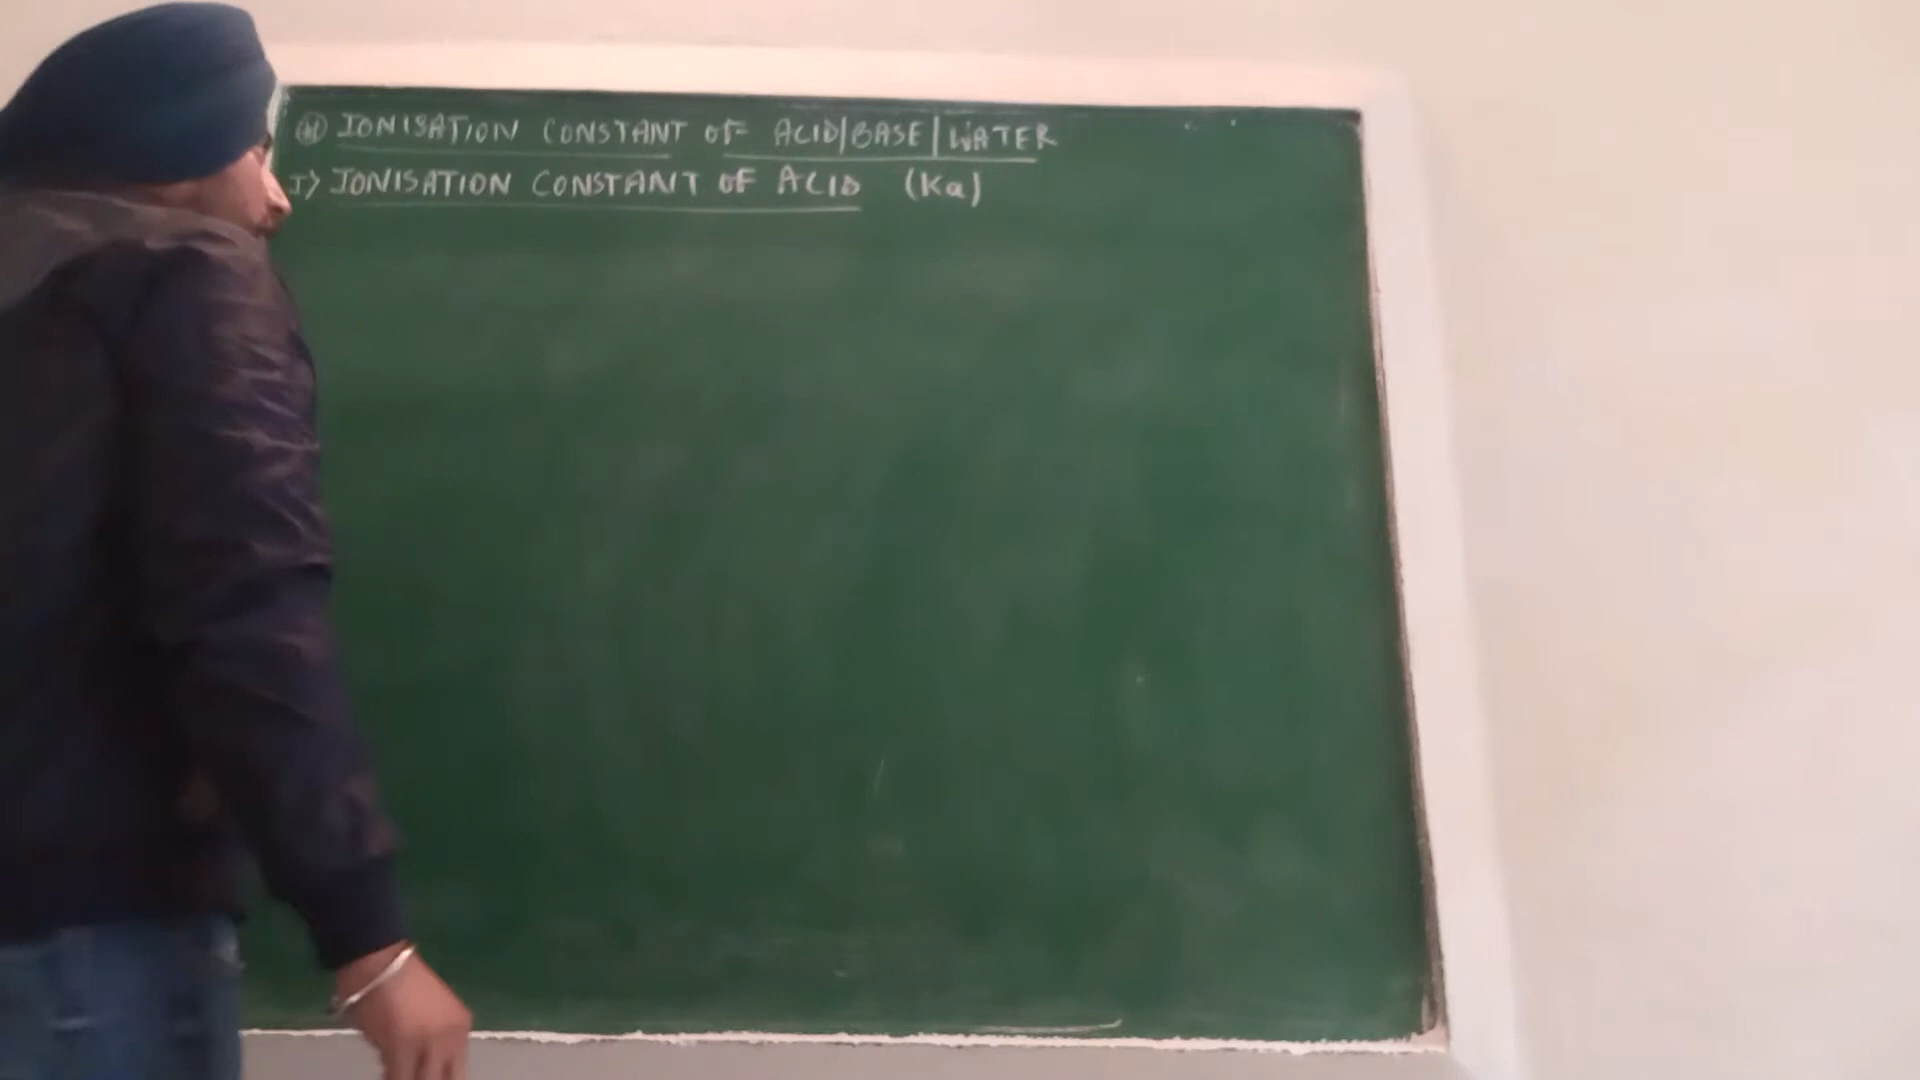 * IONISATION CONSTANT OF ACID/BASE/WATER
I) IONISATION CONSTANT OF ACID (Ka)